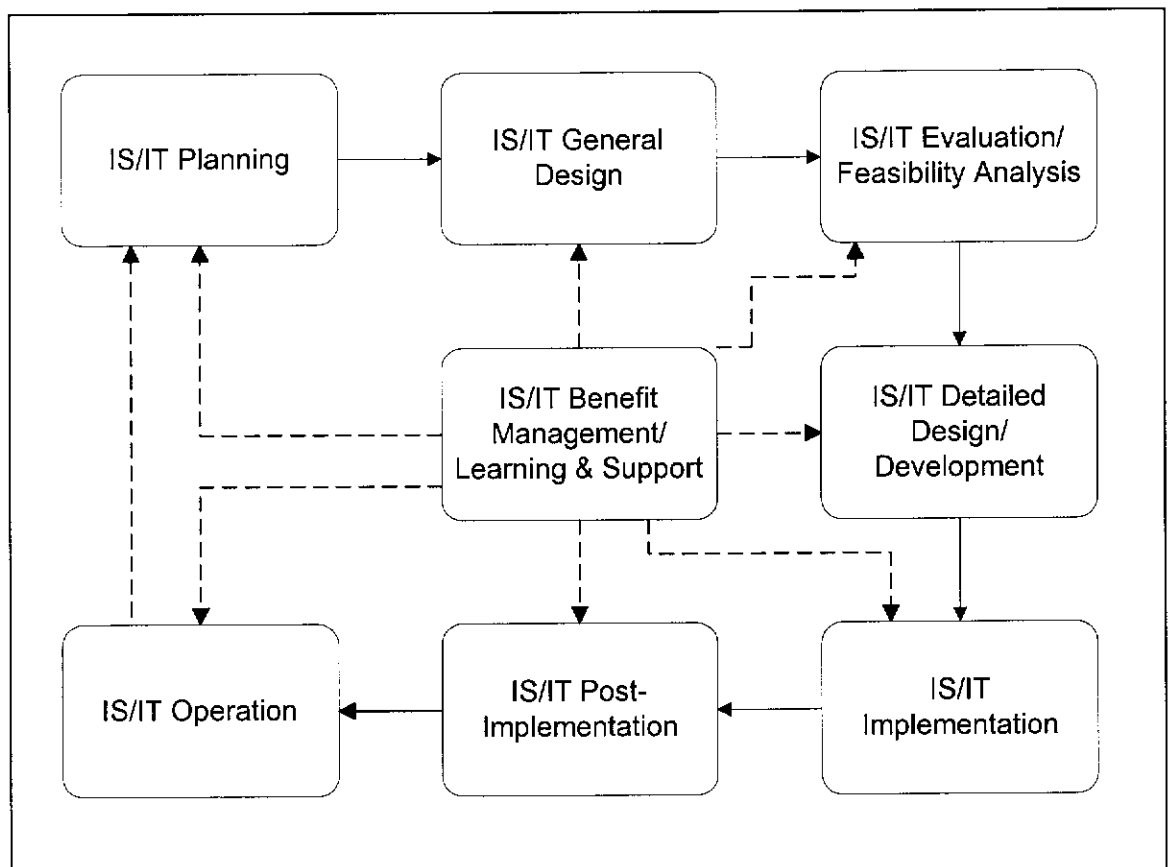 IS/IT Planning
IS/IT General
Design
IS/IT Evaluation/
Feasibility Analysis
IS/IT Benefit
Management/
Learning & Support
IS/IT Detailed
Design/
Development
IS/IT Operation
IS/IT Post-
Implementation
IS/IT
Implementation